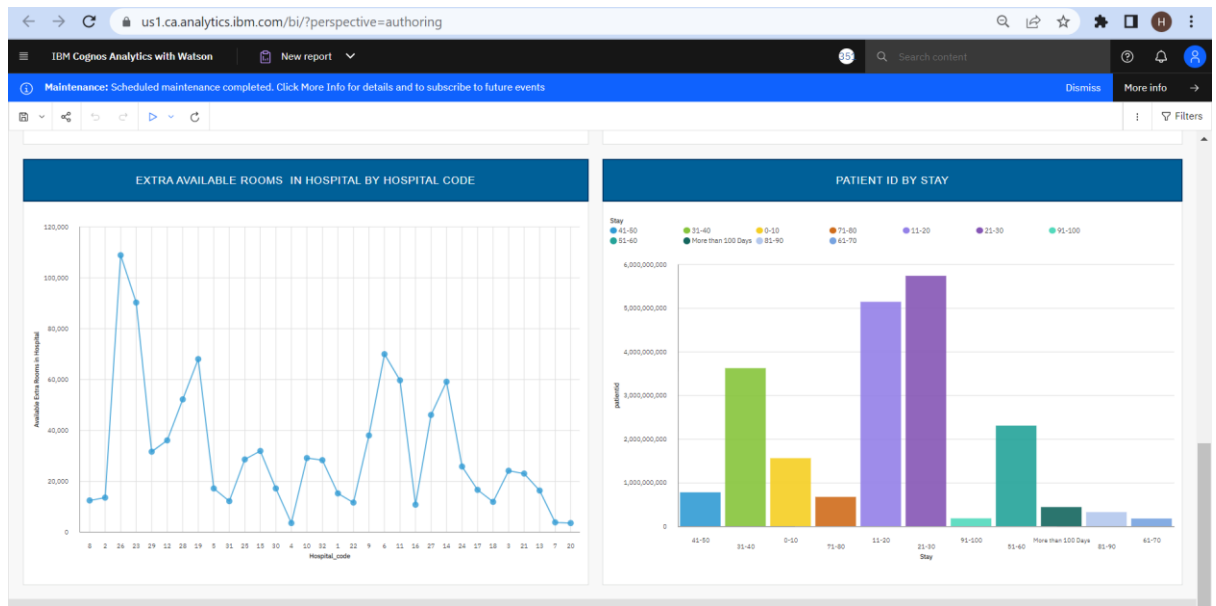 us1.ca.analytics.ibm.com/bi/?perspective=authoring
H
IBM Cognos Analytics with Watson
New report
351
Search content
Maintenance: Scheduled maintenance completed. Click More Info for details and to subscribe to future events
Dismiss
More info
Filters
EXTRA AVAILABLE ROOMS IN HOSPITAL BY HOSPITAL CODE
120,000
100,000
80,000
60,000
40,000
20,000
0
Available Extra Rooms in Hospital
8 2 26 23 29 12 28 19 5 31 25 15 30 4 10 32 1 22 9 6 11 16 27 14 24 17 18 3 21 13 7 20
Hospital_code
PATIENT ID BY STAY
Stay
41-50 31-40 0-10 71-80 11-20 21-30 91-100
51-60 More than 100 Days 81-90 61-70
6,000,000,000
5,000,000,000
4,000,000,000
3,000,000,000
2,000,000,000
1,000,000,000
0
patientid
41-50 31-40 0-10 71-80 11-20 21-30 91-100 51-60 More than 100 Days 81-90 61-70
Stay